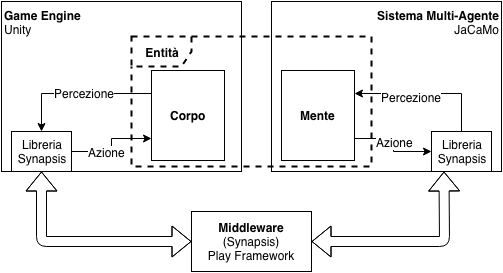 Game Engine
Unity
Sistema Multi-Agente
JaCaMo
Entità
Percezione
Corpo
Mente
Percezione
Libreria
Synapsis
Azione
Azione
Libreria
Synapsis
Middleware
(Synapsis)
Play Framework